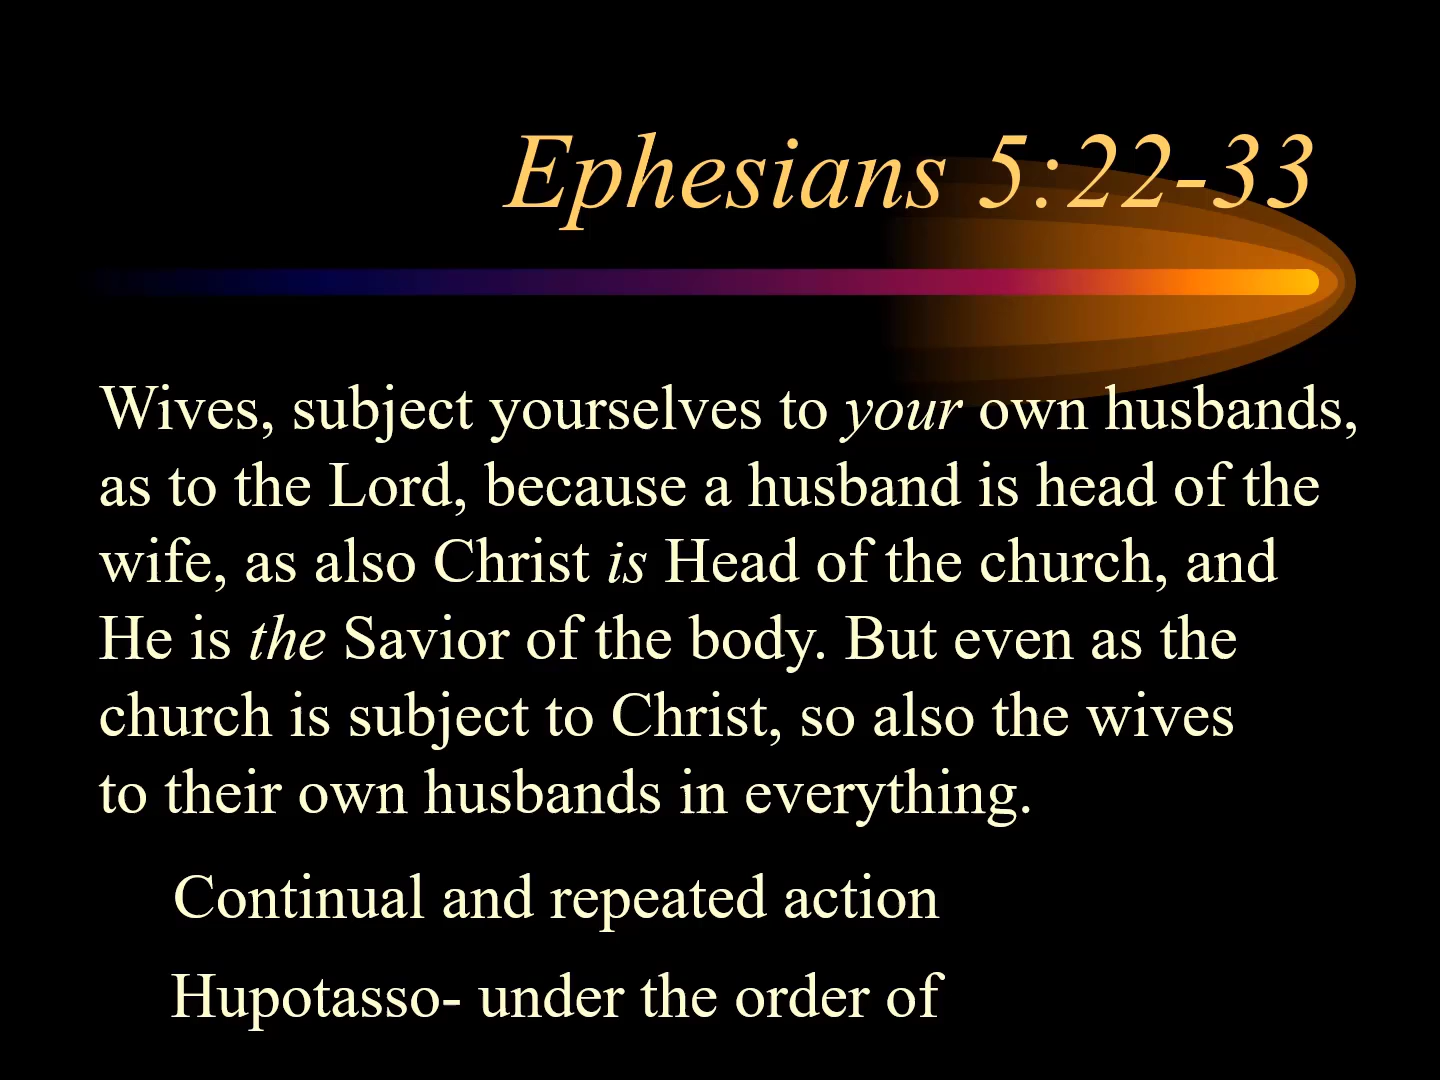 Ephesians 5:22-33
Wives, subject yourselves to your own husbands,
as to the Lord, because a husband is head of the
wife, as also Christ is Head of the church, and
He is the Savior of the body. But even as the
church is subject to Christ, so also the wives
to their own husbands in everything.
Continual and repeated action
Hupotasso- under the order of